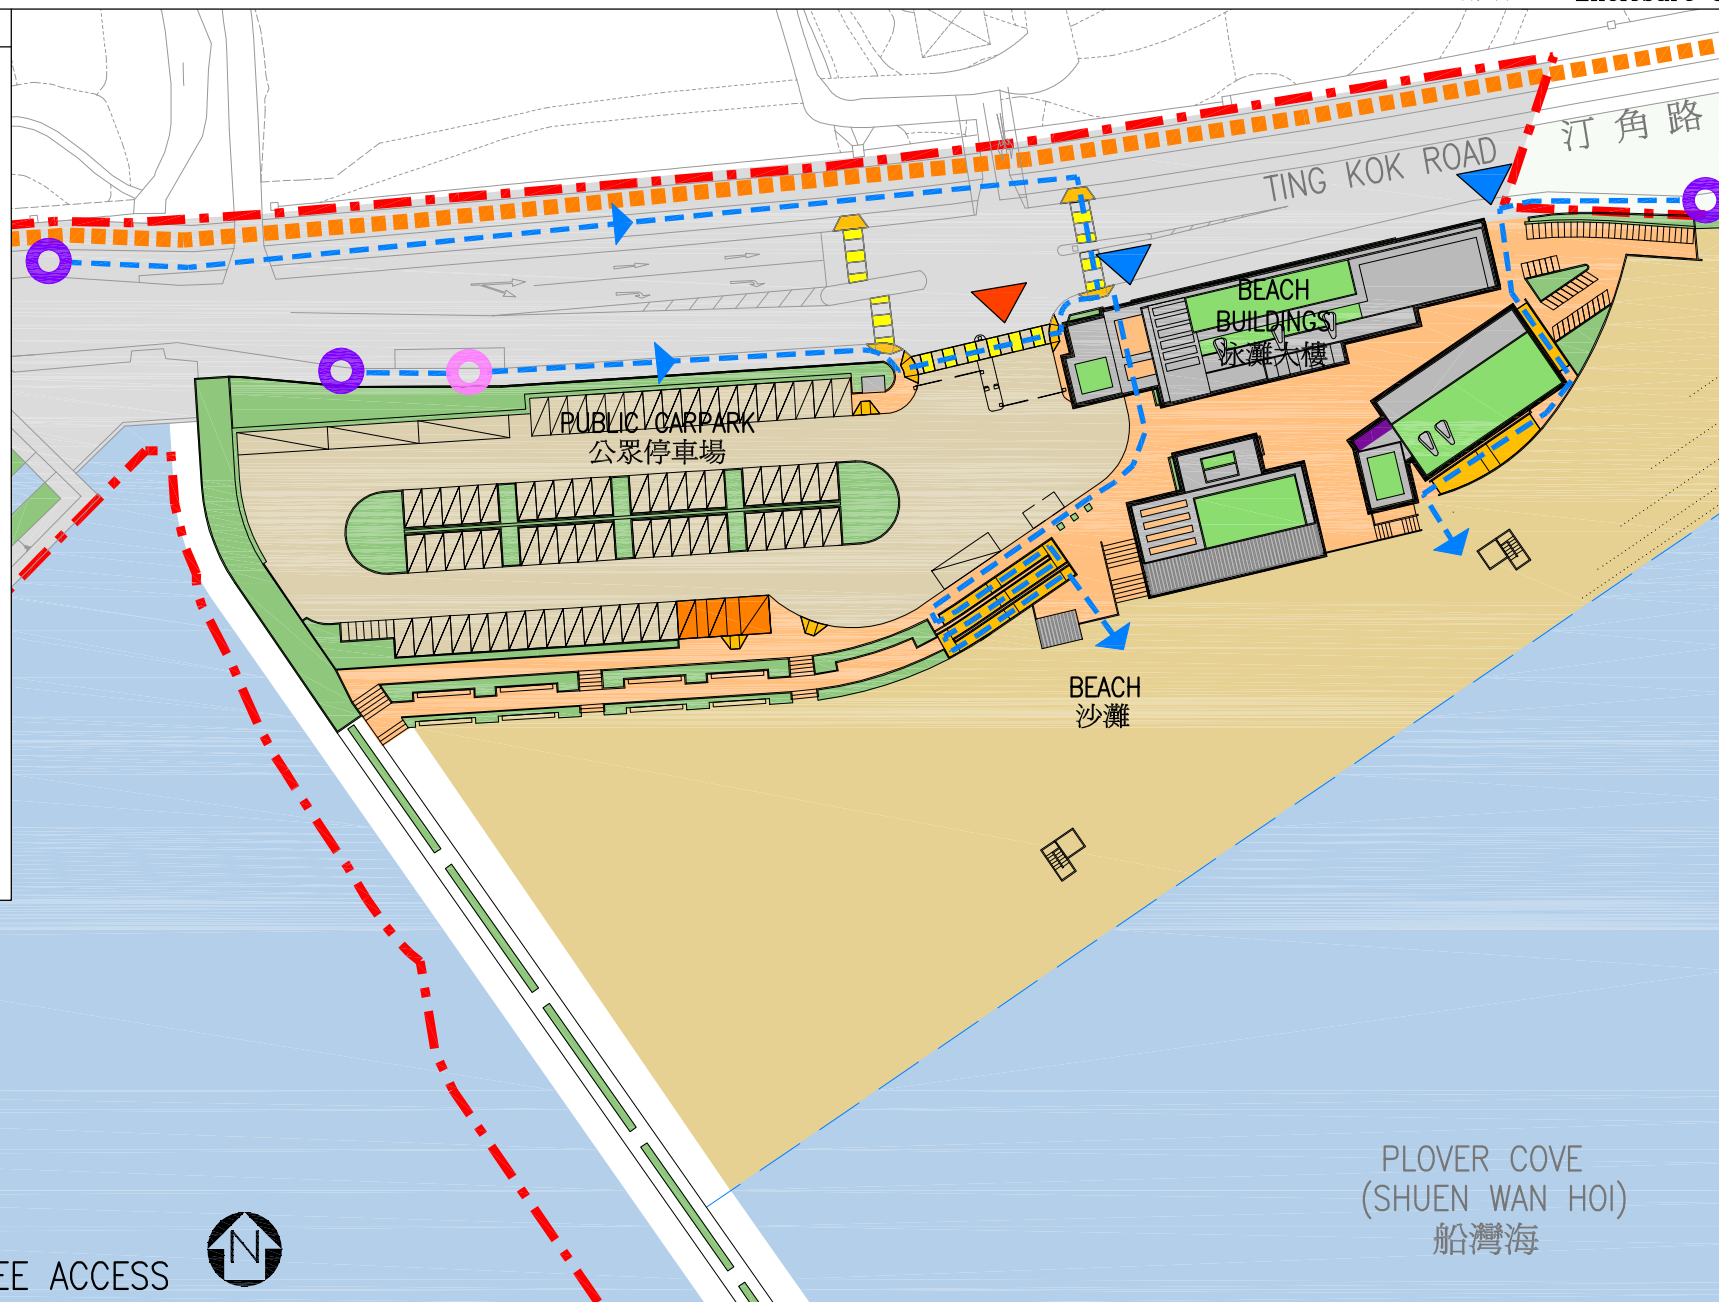 汀角路
TING KOK ROAD
BEACH
BUILDINGS
泳灘大樓
PUBLIC CARPARK
公眾停車場
BEACH
沙灘
PLOVER COVE
(SHUEN WAN HOI)
船灣海
N
EE ACCESS